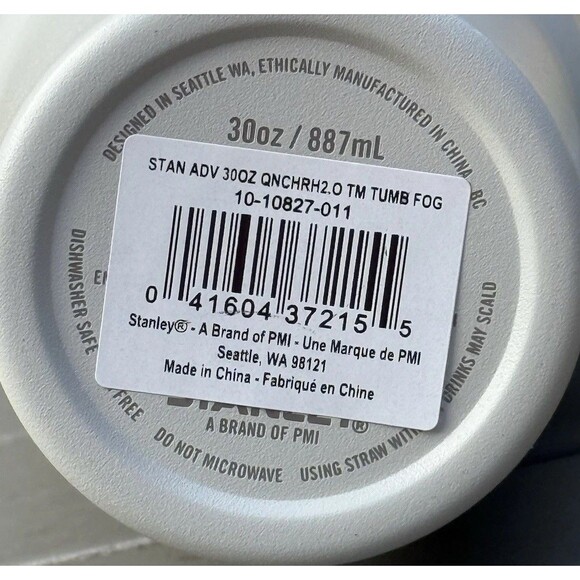 DESIGNED IN SEATTLE WA, ETHICALLY MANUFACTURED IN CHINA, RC
30oz / 887mL
STAN ADV 30OZ QNCHRH2.O TM TUMB FOG
10-10827-011
0 41604 37215 5
Stanley® - A Brand of PMI - Une Marque de PMI
Seattle, WA 98121
Made in China - Fabriqué en Chine
STANLEY®
A BRAND OF PMI
DISHWASHER SAFE
FREE
DO NOT MICROWAVE
USING STRAW WITH
DRINKS MAY SCALD